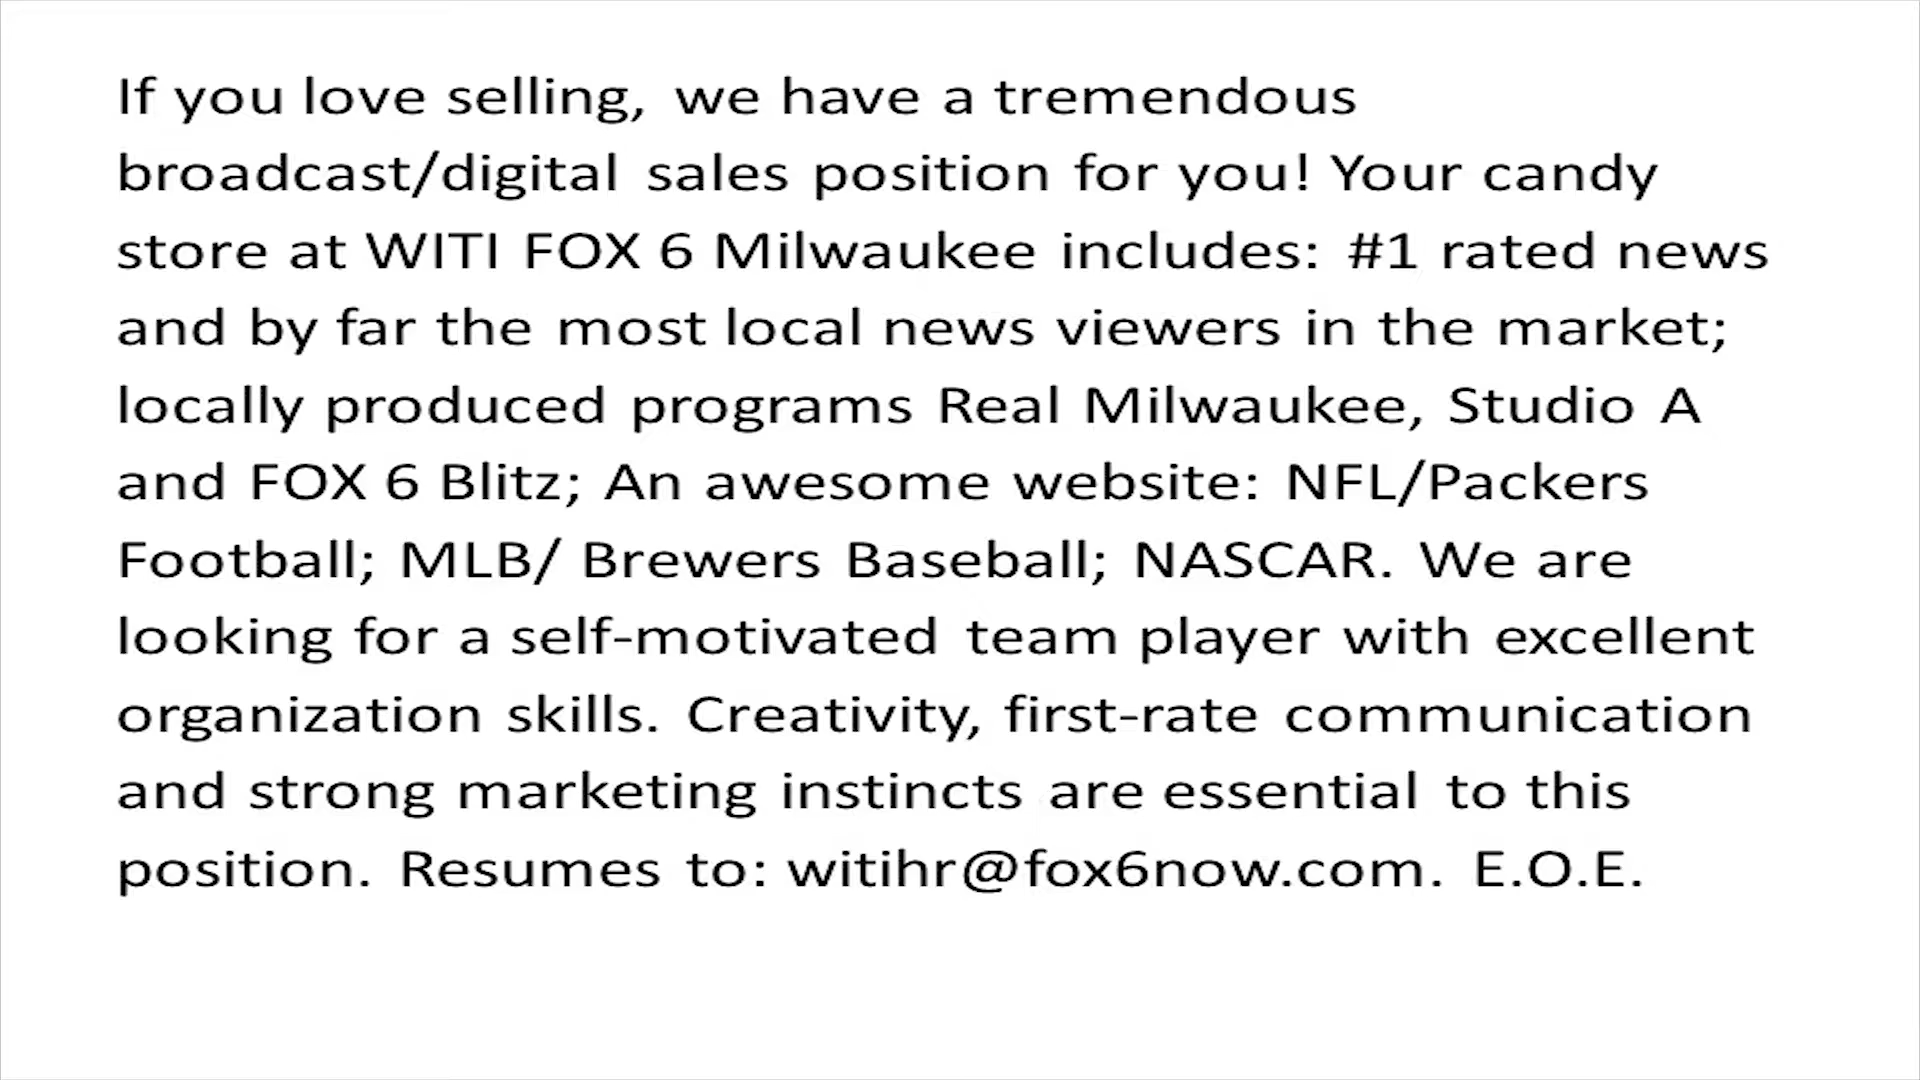 If you love selling, we have a tremendous
broadcast/digital sales position for you! Your candy
store at WITI FOX 6 Milwaukee includes: #1 rated news
and by far the most local news viewers in the market;
locally produced programs Real Milwaukee, Studio A
and FOX 6 Blitz; An awesome website: NFL/Packers
Football; MLB/ Brewers Baseball; NASCAR. We are
looking for a self-motivated team player with excellent
organization skills. Creativity, first-rate communication
and strong marketing instincts are essential to this
position. Resumes to: witihr@fox6now.com. E.O.E.